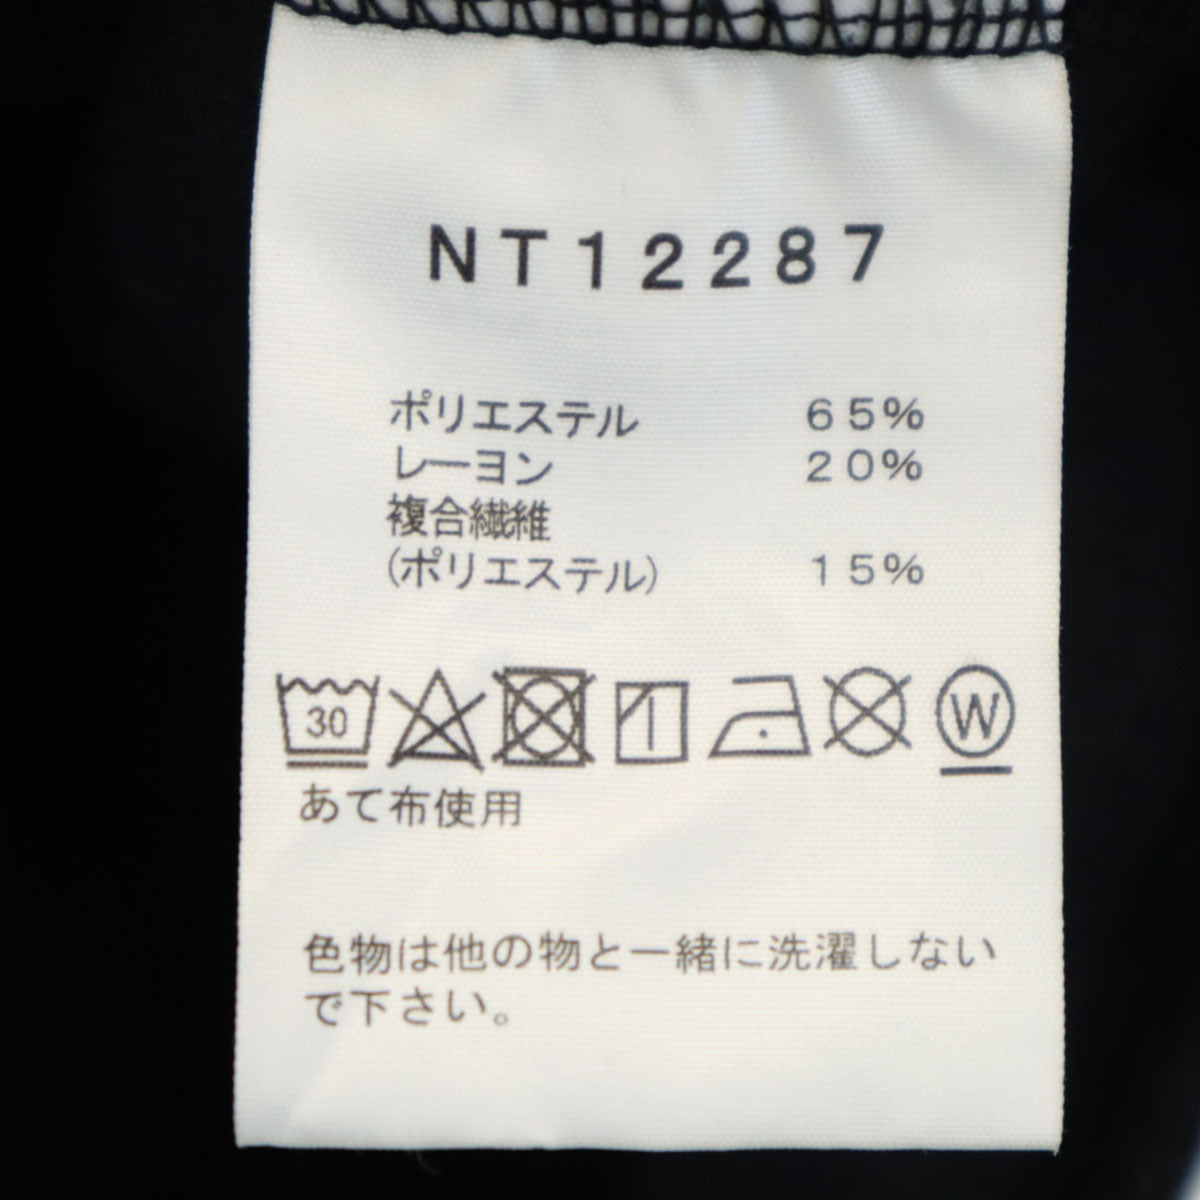 NT12287
ポリエステル 65%
レーヨン 20%
複合繊維
(ポリエステル) 15%
30 W
あて布使用
色物は他の物と一緒に洗濯しない
で下さい。